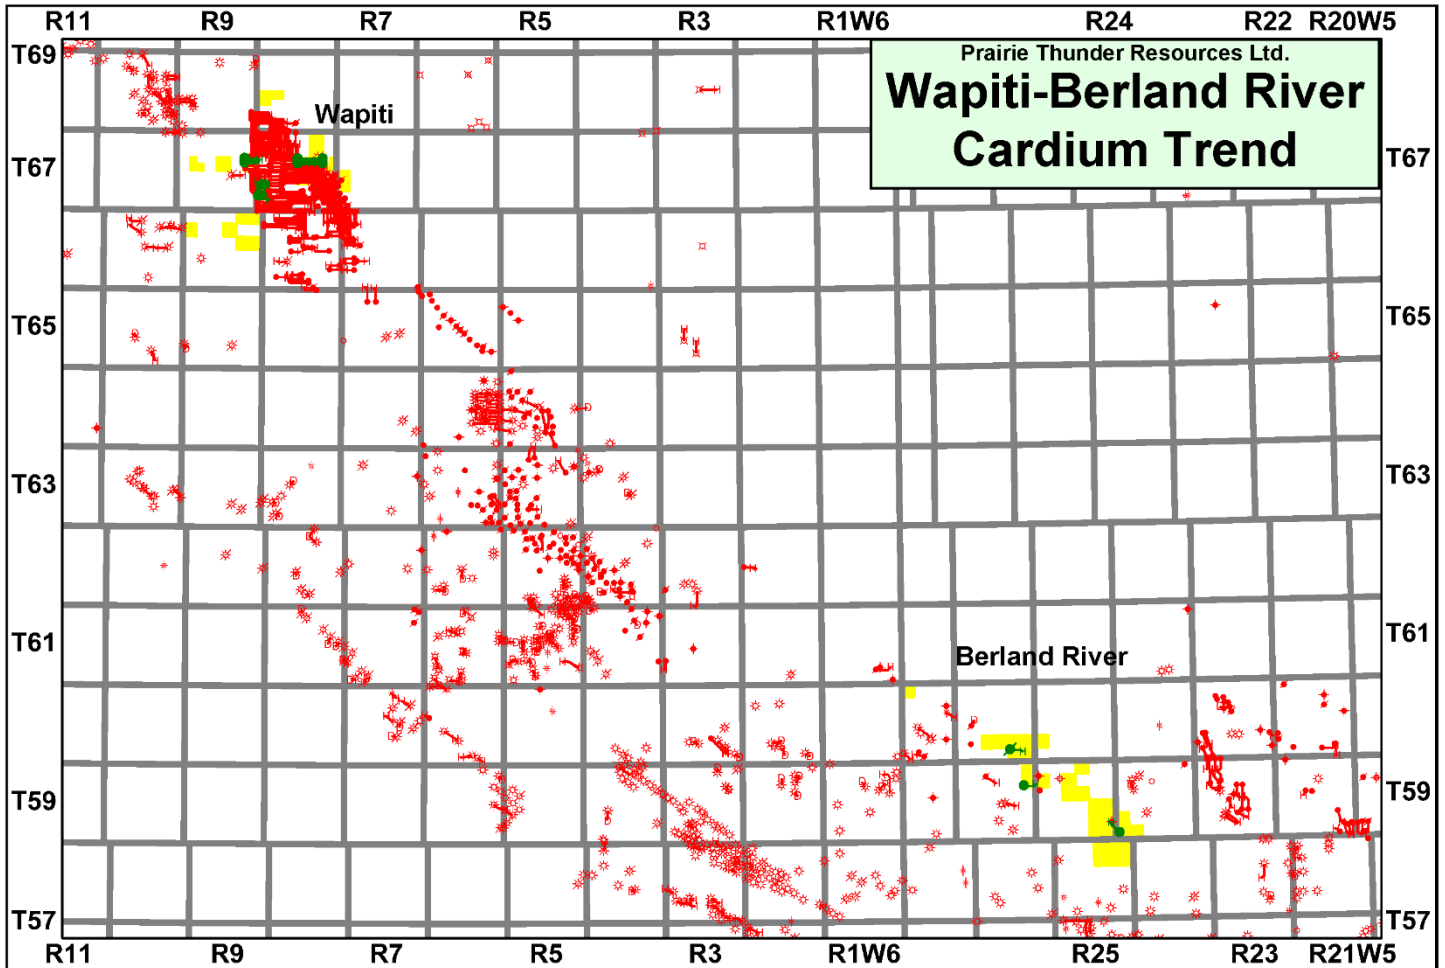 R11 R9 R7 R5 R3 R1W6 R24 R22 R20W5
Prairie Thunder Resources Ltd.
Wapiti-Berland River
Cardium Trend
T69
Wapiti
T67 T67
T65 T65
T63 T63
T61 T61
Berland River
T59 T59
T57 T57
R11 R9 R7 R5 R3 R1W6 R25 R23 R21W5